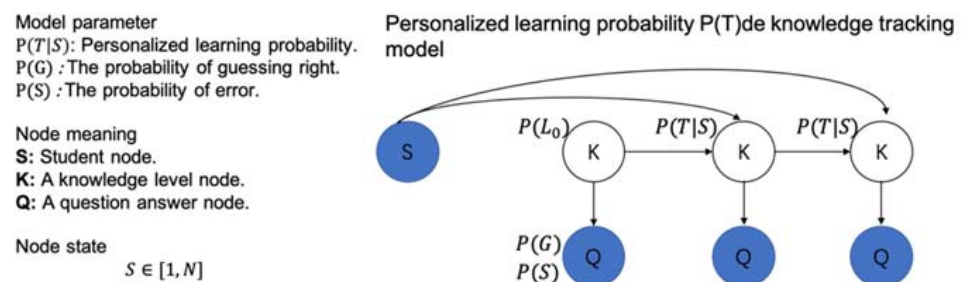 Model parameter
P(T|S): Personalized learning probability.
P(G) : The probability of guessing right.
P(S) : The probability of error.
Node meaning
S: Student node.
K: A knowledge level node.
Q: A question answer node.
Node state
S ∈ [1, N]
Personalized learning probability P(T)de knowledge tracking
model
P(L₀) P(T|S) P(T|S)
S K K K
P(G)
Q Q Q
P(S)